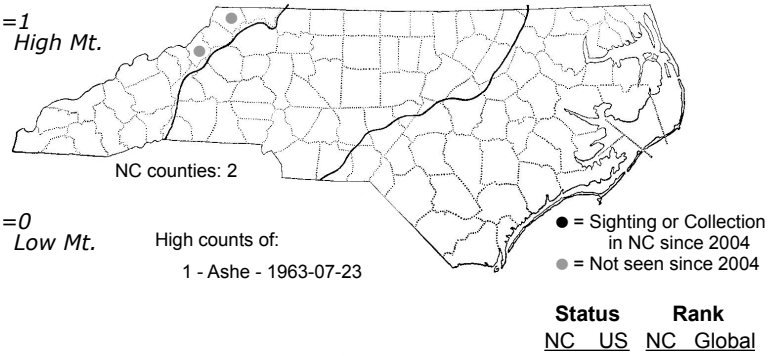 =1
High Mt.
NC counties: 2
=0
Low Mt.
High counts of:
1 - Ashe - 1963-07-23
= Sighting or Collection
in NC since 2004
= Not seen since 2004
Status Rank
NC US NC Global